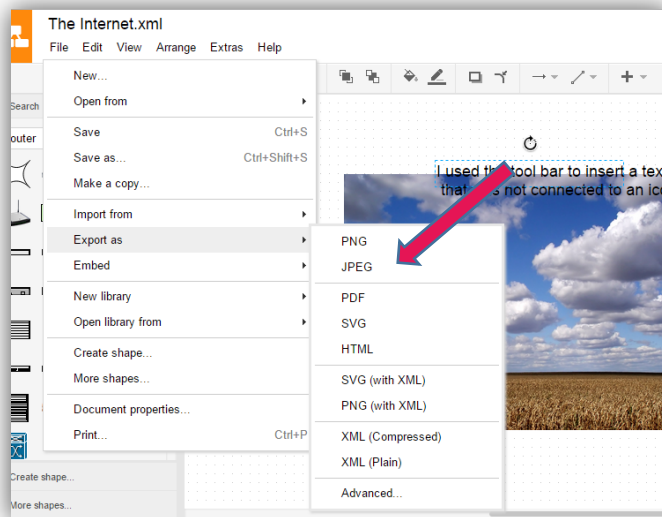 The Internet.xml
File Edit View Arrange Extras Help
New...
Open from
Search
Save Ctrl+S
outer
Save as... Ctrl+Shift+S
Make a copy...
I used the tool bar to insert a tex
not connected to an ico
Import from
Export as
Embed
New library
Open library from
Create shape...
More shapes...
Document properties...
Print... Ctrl+P
PNG
JPEG
PDF
SVG
HTML
SVG (with XML)
PNG (with XML)
XML (Compressed)
XML (Plain)
Advanced...
Create shape...
More shapes...